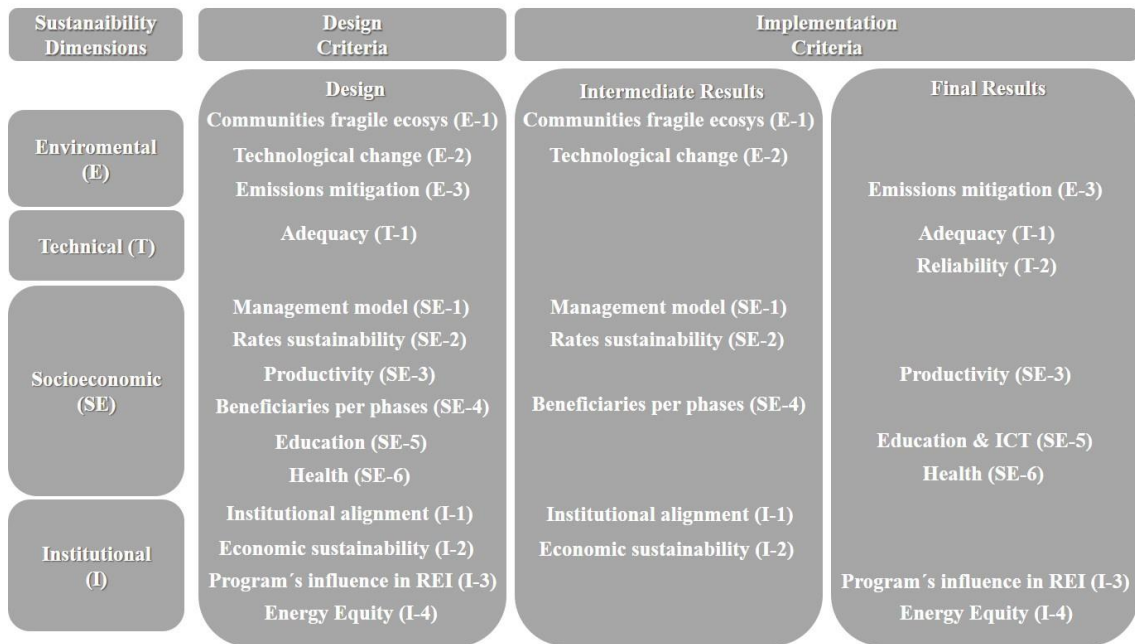 Sustanaibility
Dimensions
Design
Criteria
Implementation
Criteria
Enviromental
(E)
Technical (T)
Socioeconomic
(SE)
Institutional
(I)
Design
Communities fragile ecosys (E-1)
Technological change (E-2)
Emissions mitigation (E-3)
Adequacy (T-1)
Management model (SE-1)
Rates sustainability (SE-2)
Productivity (SE-3)
Beneficiaries per phases (SE-4)
Education (SE-5)
Health (SE-6)
Institutional alignment (I-1)
Economic sustainability (I-2)
Program´s influence in REI (I-3)
Energy Equity (I-4)
Intermediate Results
Communities fragile ecosys (E-1)
Technological change (E-2)
Management model (SE-1)
Rates sustainability (SE-2)
Beneficiaries per phases (SE-4)
Institutional alignment (I-1)
Economic sustainability (I-2)
Final Results
Emissions mitigation (E-3)
Adequacy (T-1)
Reliability (T-2)
Productivity (SE-3)
Education & ICT (SE-5)
Health (SE-6)
Program´s influence in REI (I-3)
Energy Equity (I-4)